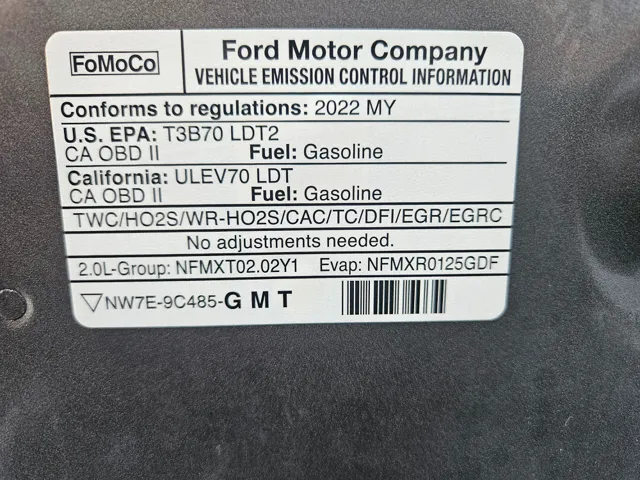 FoMoCo
Ford Motor Company
VEHICLE EMISSION CONTROL INFORMATION
Conforms to regulations: 2022 MY
U.S. EPA: T3B70 LDT2
CA OBD II Fuel: Gasoline
California: ULEV70 LDT
CA OBD II Fuel: Gasoline
TWC/HO2S/WR-HO2S/CAC/TC/DFI/EGR/EGRC
No adjustments needed.
2.0L-Group: NFMXT02.02Y1 Evap: NFMXR0125GDF
▽NW7E-9C485-G M T